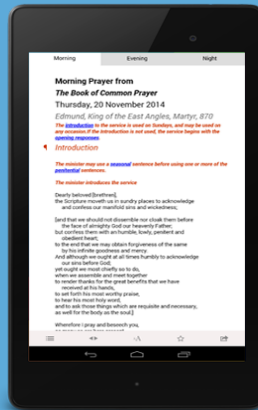 Morning Evening Night
Morning Prayer from
The Book of Common Prayer
Thursday, 20 November 2014
Edmund, King of the East Angles, Martyr, 870
The Introduction to the service is used on Sundays, and may be used on
any occasion.If the Introduction is not used, the service begins with the
opening responses.
¶ Introduction
The minister may use a seasonal sentence before using one or more of the
penitential sentences.
The minister introduces the service
Dearly beloved [brethren],
the Scripture moveth us in sundry places to acknowledge
and confess our manifold sins and wickedness;
[and that we should not dissemble nor cloak them before
the face of almighty God our heavenly Father;
but confess them with an humble, lowly, penitent and
obedient heart;
to the end that we may obtain forgiveness of the same
by his infinite goodness and mercy.
And although we ought at all times humbly to acknowledge
our sins before God;
yet ought we most chiefly so to do,
when we assemble and meet together
to render thanks for the great benefits that we have
received at his hands,
to set forth his most worthy praise,
to hear his most holy word,
and to ask those things which are requisite and necessary,
as well for the body as the soul.]
Wherefore I pray and beseech you,